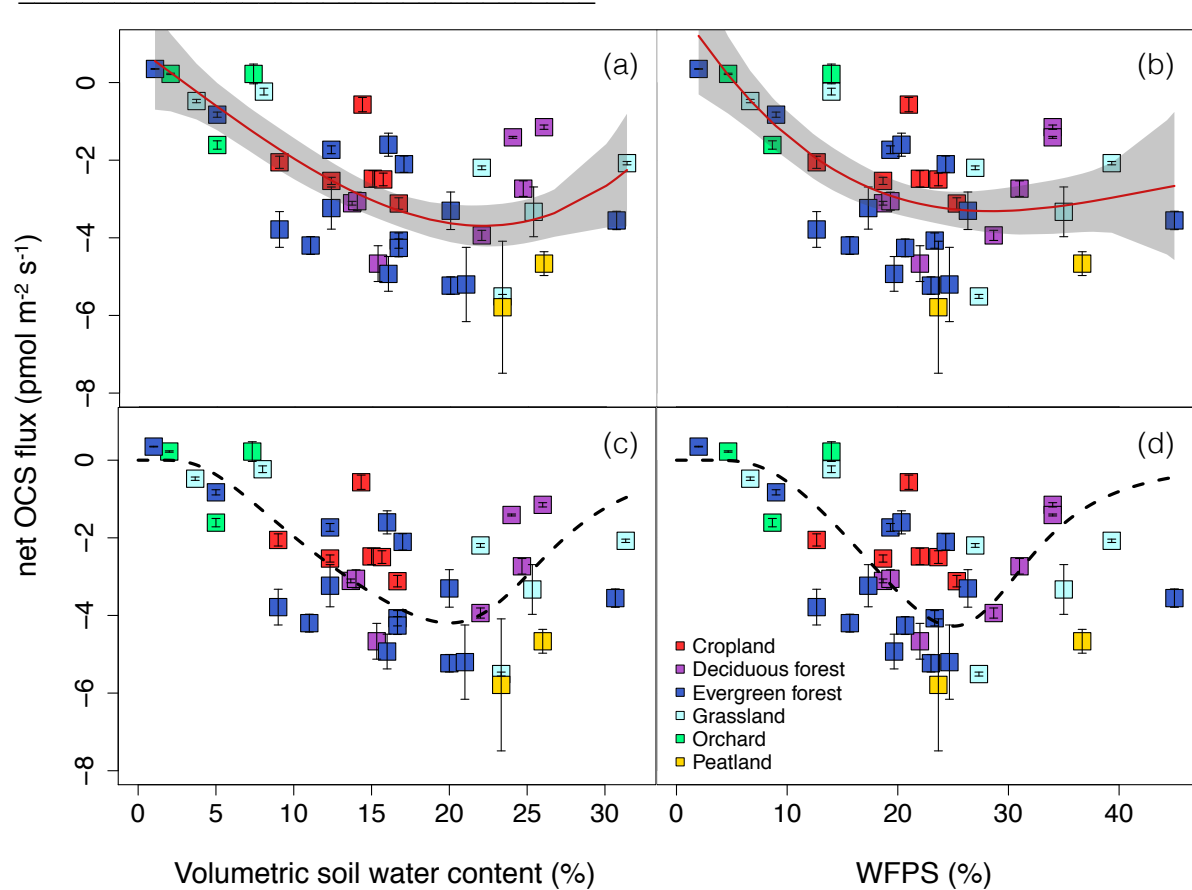 (a)
(b)
0
−2
−4
−6
−8
(c)
(d)
0
−2
−4
−6
−8
net OCS flux (pmol m⁻² s⁻¹)
Cropland
Deciduous forest
Evergreen forest
Grassland
Orchard
Peatland
0 5 10 15 20 25 30
0 10 20 30 40
Volumetric soil water content (%)
WFPS (%)